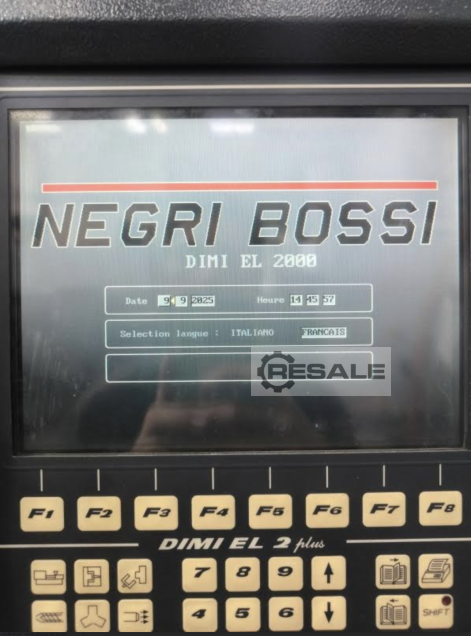 NEGRI BOSSI
DIMI EL 2000
Date 9 9 2025 Heure 14 45 57
Selection langue : ITALIANO FRANCAIS
RESALE
F1 F2 F3 F4 F5 F6 F7 F8
DIMI EL 2 plus
7 8 9
4 5 6 SHIFT